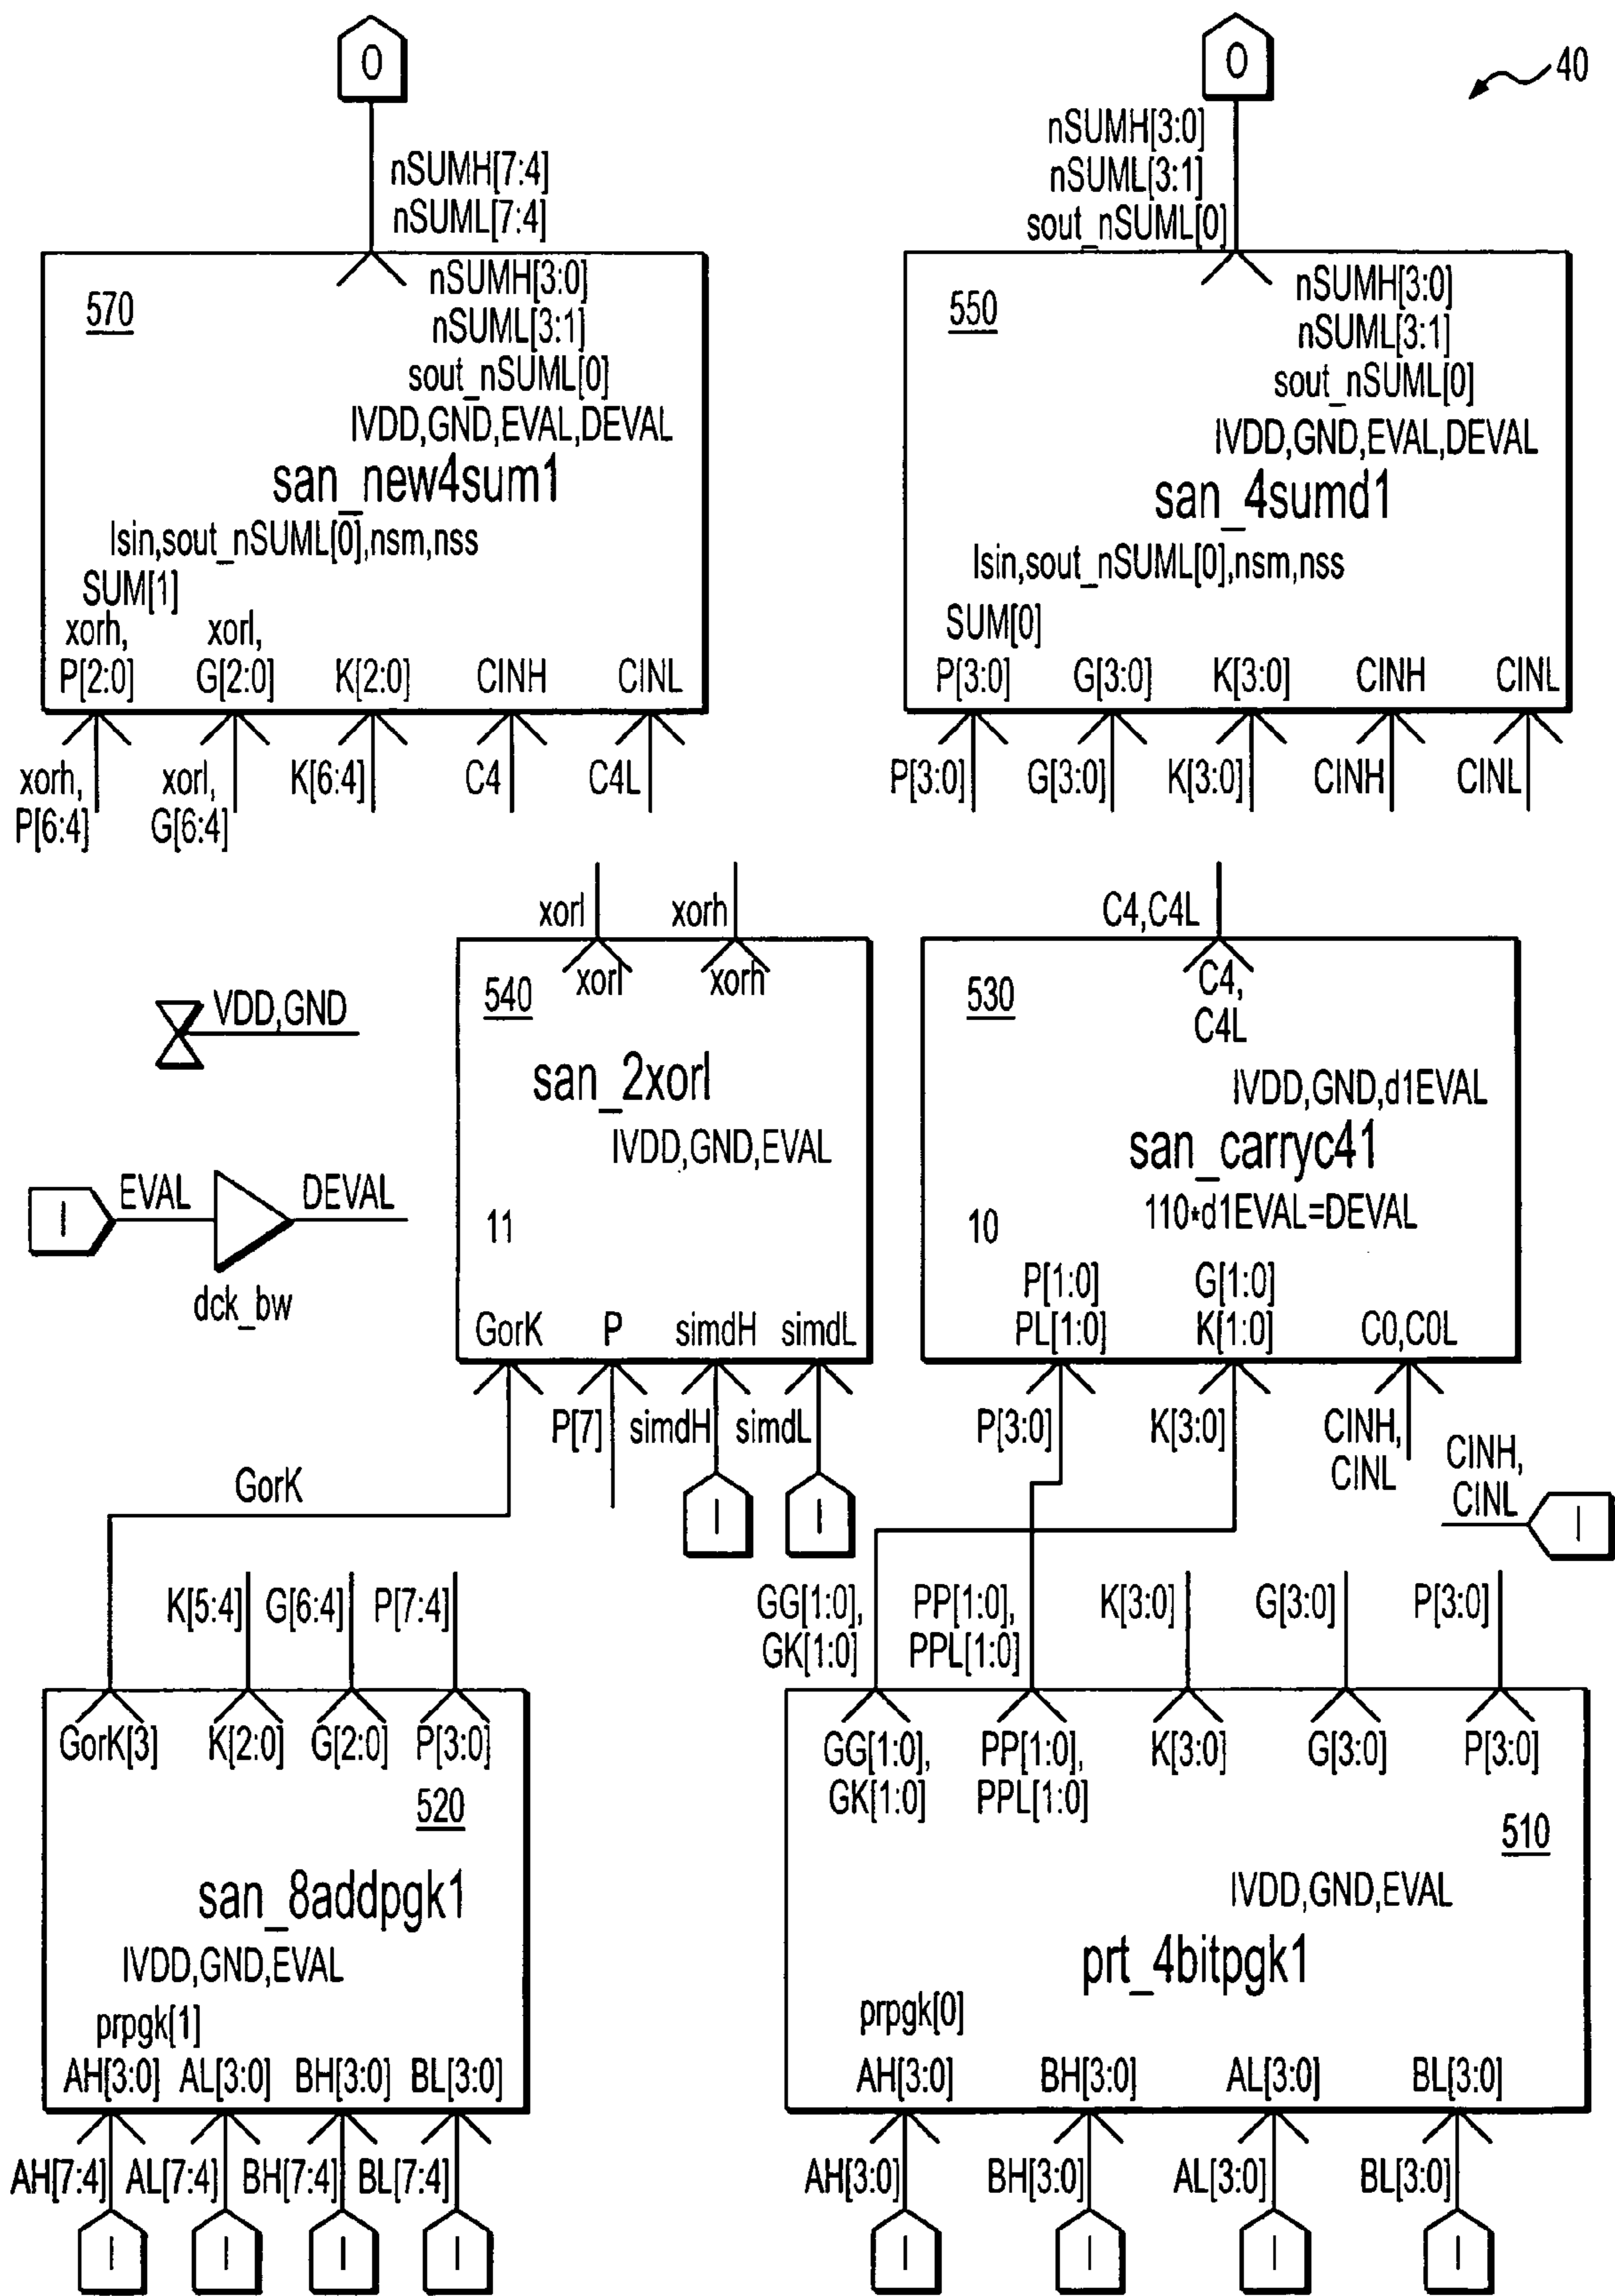 O
O
40
nSUMH[7:4]
nSUML[7:4]
nSUMH[3:0]
nSUML[3:1]
sout_nSUML[0]
570
nSUMH[3:0]
nSUML[3:1]
sout_nSUML[0]
IVDD,GND,EVAL,DEVAL
san_new4sum1
lsin,sout_nSUML[0],nsm,nss
SUM[1]
xorh,
P[2:0]
xorl,
G[2:0]
K[2:0]
CINH
CINL
xorh,
P[6:4]
xorl,
G[6:4]
K[6:4]
C4
C4L
550
nSUMH[3:0]
nSUML[3:1]
sout_nSUML[0]
IVDD,GND,EVAL,DEVAL
san_4sumd1
lsin,sout_nSUML[0],nsm,nss
SUM[0]
P[3:0]
G[3:0]
K[3:0]
CINH
CINL
P[3:0]
G[3:0]
K[3:0]
CINH
CINL
VDD,GND
I
EVAL
DEVAL
dck_bw
xorl
xorh
540
xorl
xorh
san_2xorl
IVDD,GND,EVAL
11
GorK
P
simdH
simdL
P[7]
simdH
simdL
I
I
GorK
C4,C4L
530
C4,
C4L
IVDD,GND,d1EVAL
san_carryc41
110*d1EVAL=DEVAL
10
P[1:0]
PL[1:0]
G[1:0]
K[1:0]
C0,C0L
P[3:0]
K[3:0]
CINH,
CINL
CINH,
CINL
I
K[5:4]
G[6:4]
P[7:4]
GorK[3]
K[2:0]
G[2:0]
P[3:0]
520
san_8addpgk1
IVDD,GND,EVAL
prpgk[1]
AH[3:0]
AL[3:0]
BH[3:0]
BL[3:0]
AH[7:4]
AL[7:4]
BH[7:4]
BL[7:4]
I
I
I
I
GG[1:0],
GK[1:0]
PP[1:0],
PPL[1:0]
K[3:0]
G[3:0]
P[3:0]
GG[1:0],
GK[1:0]
PP[1:0],
PPL[1:0]
K[3:0]
G[3:0]
P[3:0]
510
IVDD,GND,EVAL
prt_4bitpgk1
prpgk[0]
AH[3:0]
BH[3:0]
AL[3:0]
BL[3:0]
AH[3:0]
BH[3:0]
AL[3:0]
BL[3:0]
I
I
I
I